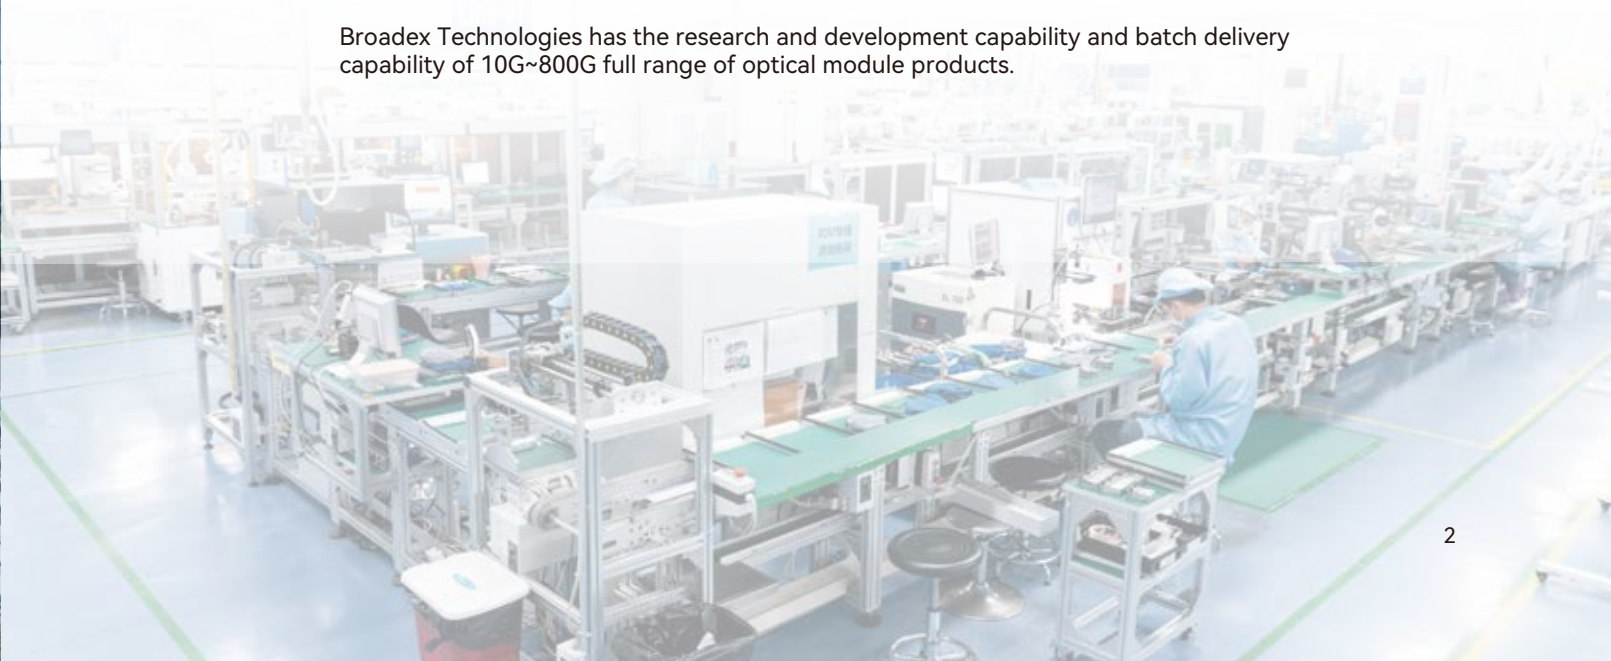 Broadex Technologies has the research and development capability and batch delivery
capability of 10G~800G full range of optical module products.
2